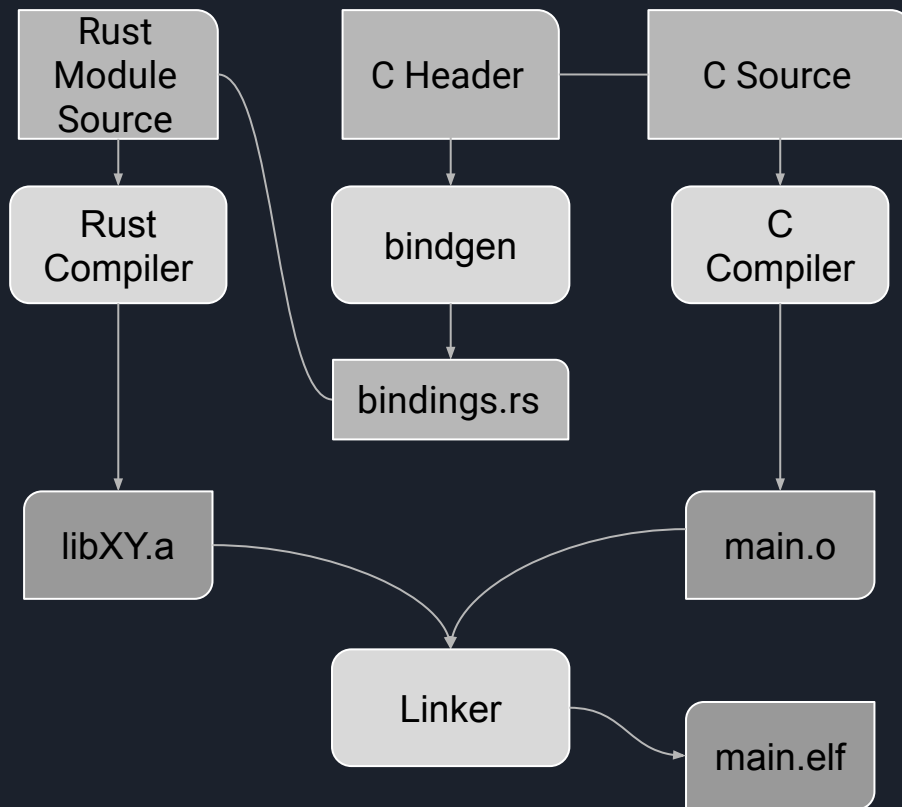 Rust
Module
Source
C Header
C Source
Rust
Compiler
bindgen
C
Compiler
bindings.rs
libXY.a
main.o
Linker
main.elf